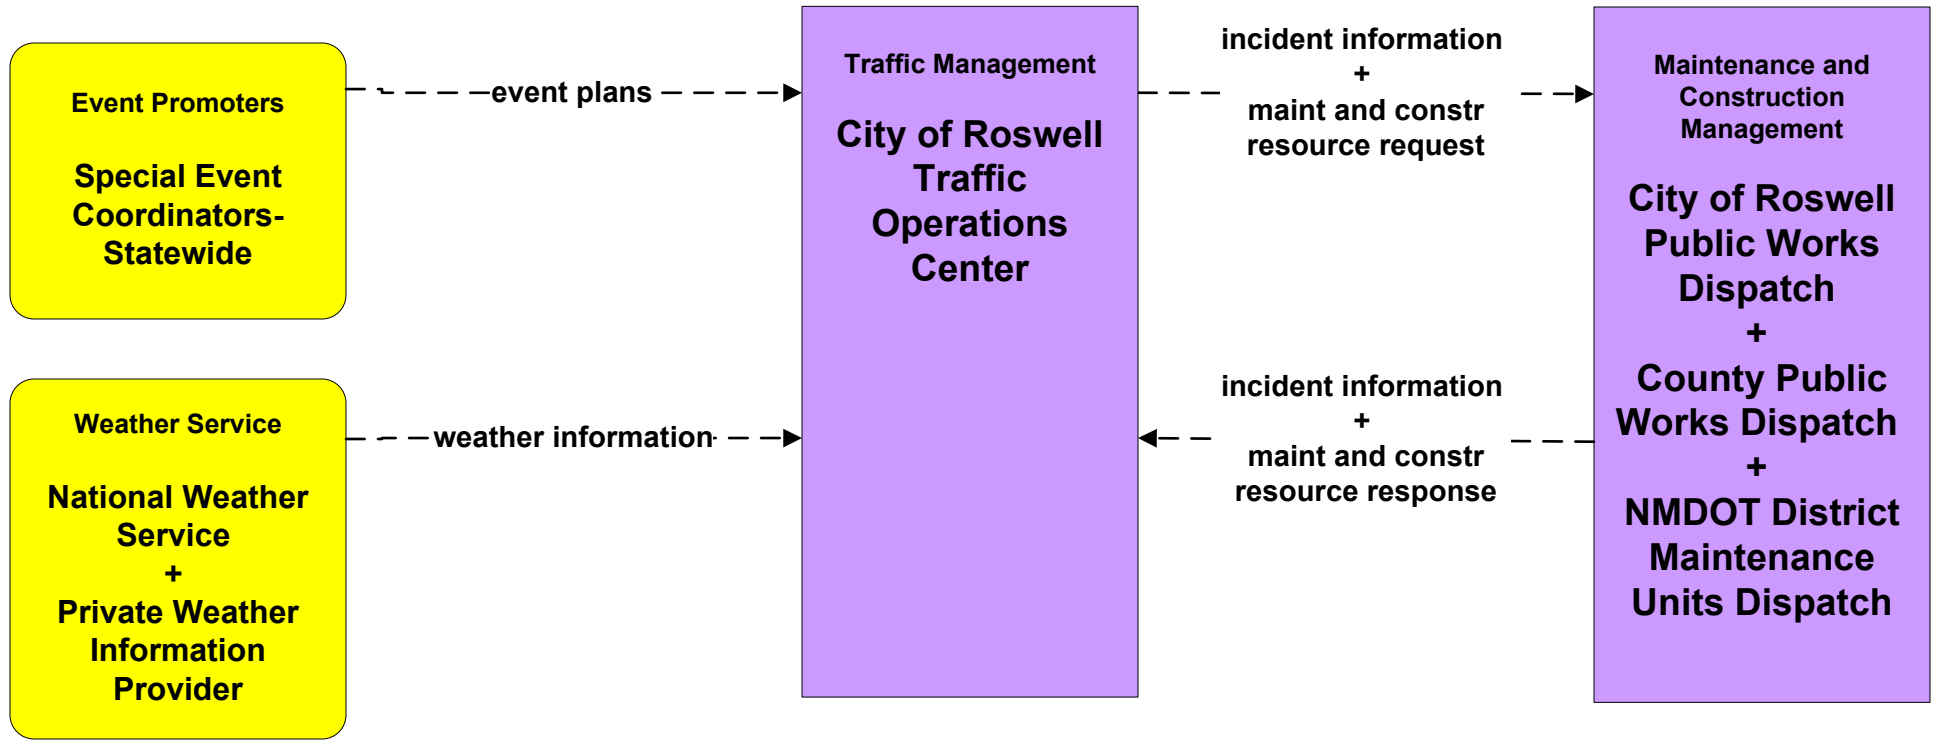 Event Promoters
Special Event
Coordinators-
Statewide
event plans
Traffic Management
City of Roswell
Traffic
Operations
Center
incident information
+
maint and constr
resource request
Maintenance and
Construction
Management
City of Roswell
Public Works
Dispatch
+
County Public
Works Dispatch
+
NMDOT District
Maintenance
Units Dispatch
Weather Service
National Weather
Service
+
Private Weather
Information
Provider
weather information
incident information
+
maint and constr
resource response